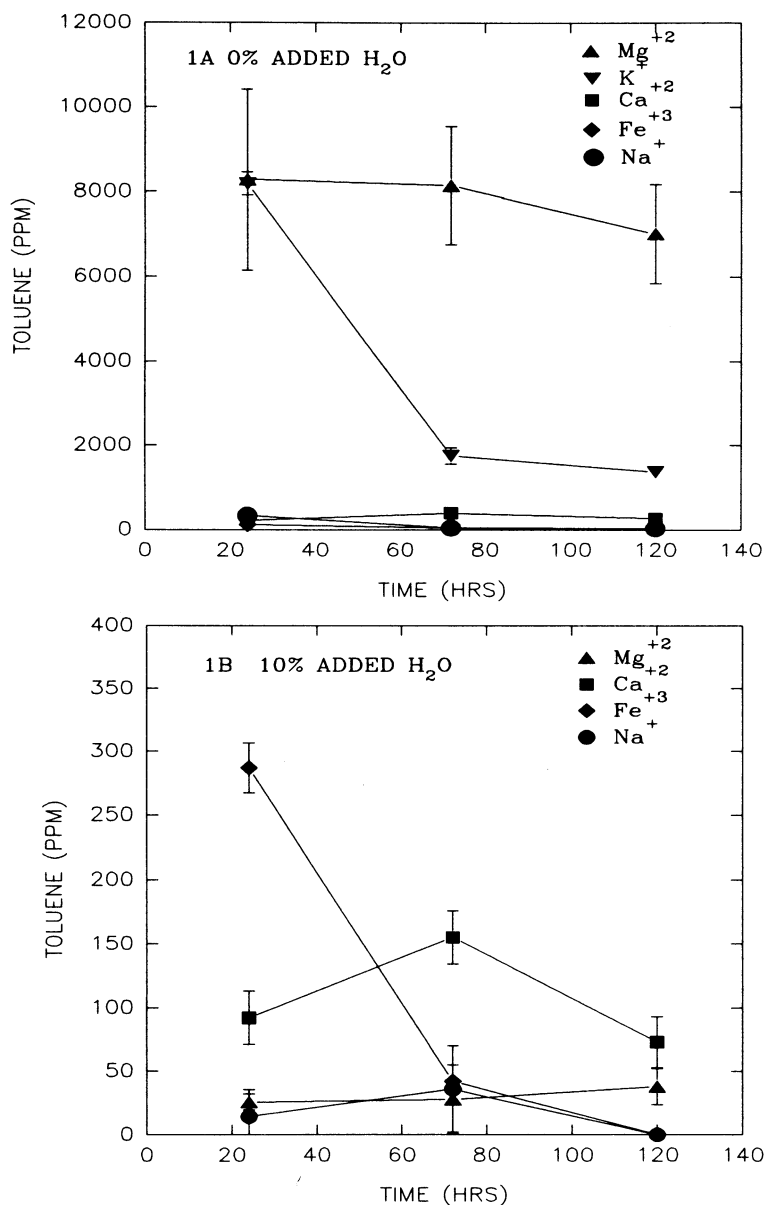 12000
10000
8000
6000
4000
2000
0
TOLUENE (PPM)
1A 0% ADDED H₂O
Mg⁺²
K⁺
Ca⁺²
Fe⁺³
Na⁺
0 20 40 60 80 100 120 140
TIME (HRS)
400
350
300
250
200
150
100
50
0
TOLUENE (PPM)
1B 10% ADDED H₂O
Mg⁺²
Ca⁺²
Fe⁺³
Na⁺
0 20 40 60 80 100 120 140
TIME (HRS)